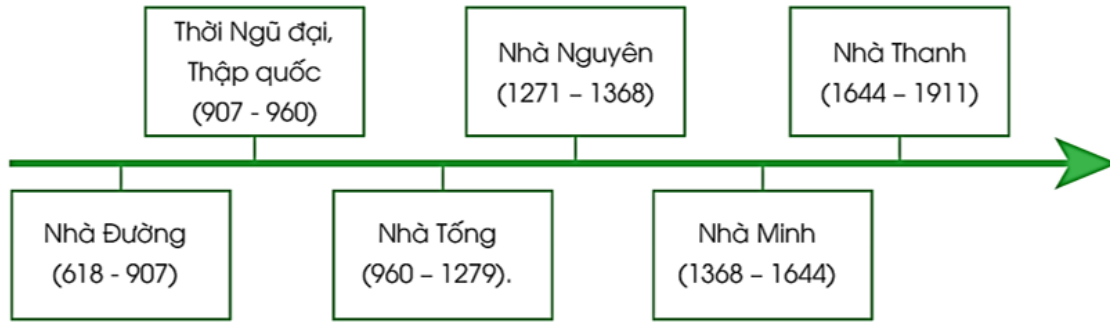 Thời Ngũ đại,
Thập quốc
(907 - 960)
Nhà Nguyên
(1271 – 1368)
Nhà Thanh
(1644 – 1911)
Nhà Đường
(618 - 907)
Nhà Tống
(960 – 1279).
Nhà Minh
(1368 – 1644)